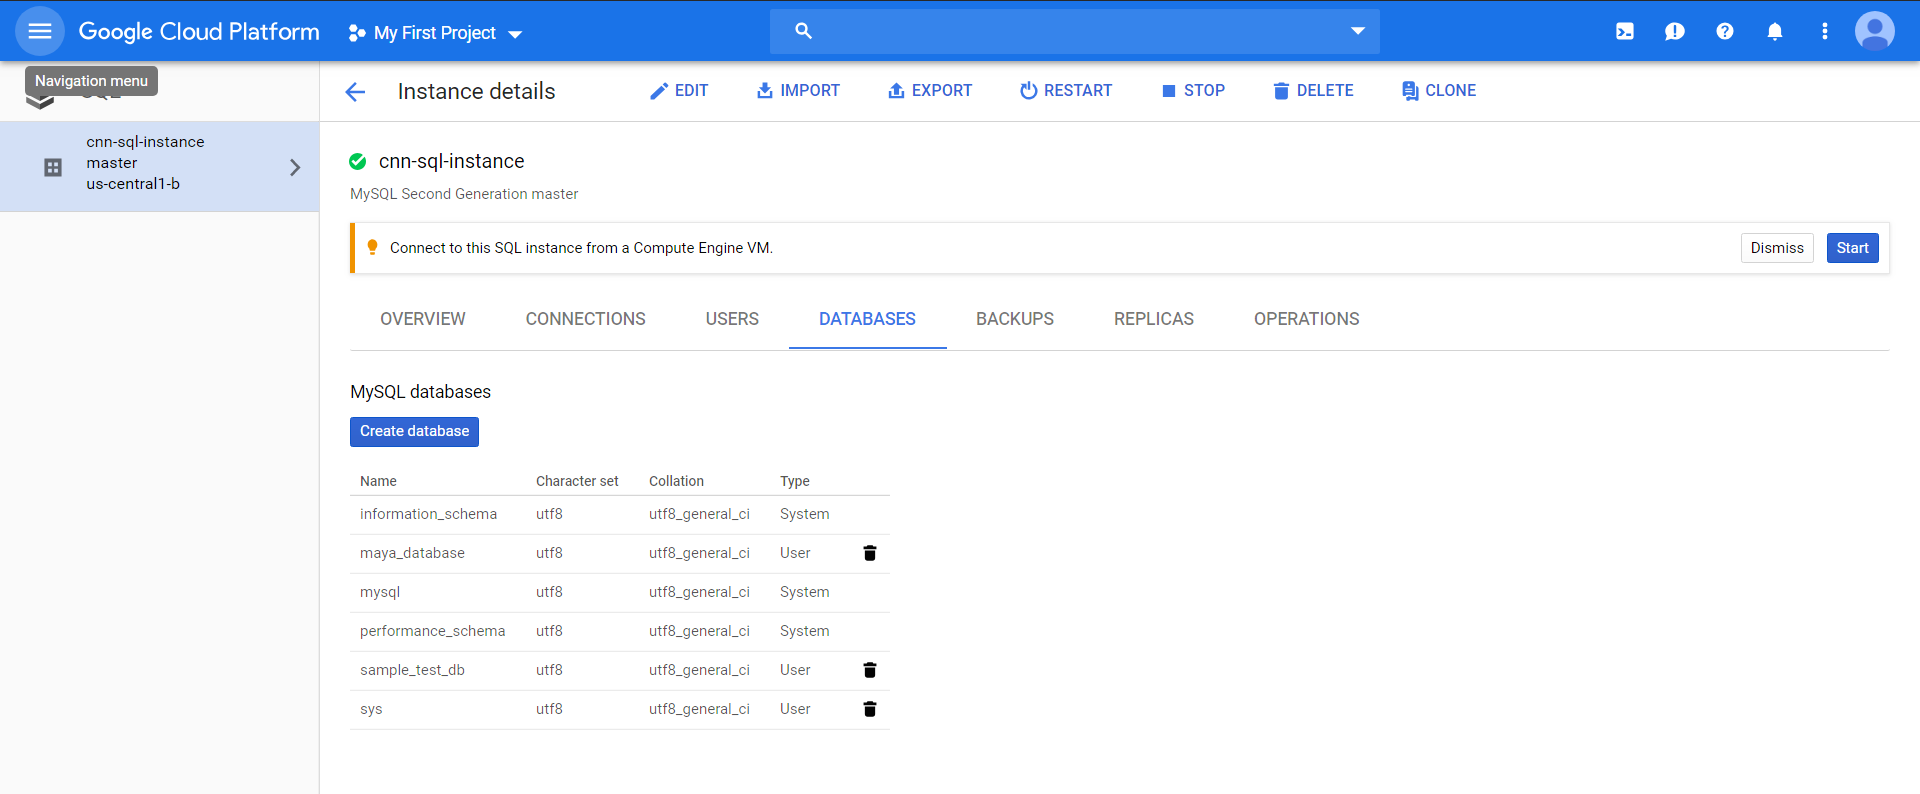 Google Cloud Platform
My First Project
Navigation menu
Instance details
EDIT
IMPORT
EXPORT
RESTART
STOP
DELETE
CLONE
cnn-sql-instance
master
us-central1-b
cnn-sql-instance
MySQL Second Generation master
Connect to this SQL instance from a Compute Engine VM.
Dismiss
Start
OVERVIEW
CONNECTIONS
USERS
DATABASES
BACKUPS
REPLICAS
OPERATIONS
MySQL databases
Create database
Name Character set Collation Type
information_schema utf8 utf8_general_ci System
maya_database utf8 utf8_general_ci User
mysql utf8 utf8_general_ci System
performance_schema utf8 utf8_general_ci System
sample_test_db utf8 utf8_general_ci User
sys utf8 utf8_general_ci User